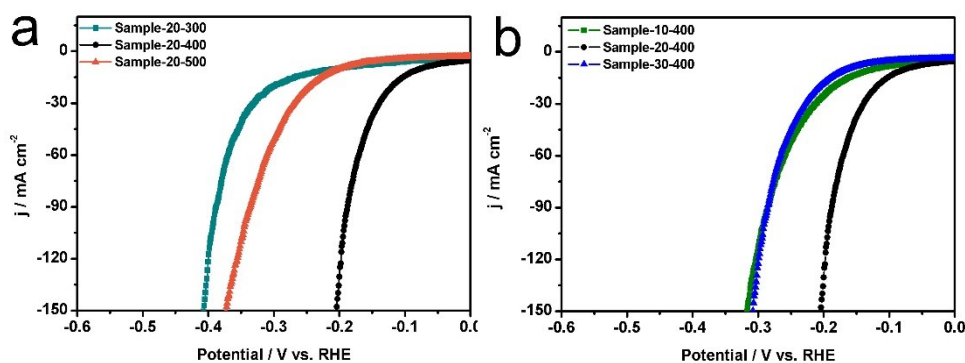 a
Sample-20-300
Sample-20-400
Sample-20-500
0
-30
-60
-90
-120
-150
j / mA cm⁻²
-0.6
-0.5
-0.4
-0.3
-0.2
-0.1
0.0
Potential / V vs. RHE
b
Sample-10-400
Sample-20-400
Sample-30-400
0
-30
-60
-90
-120
-150
j / mA cm⁻²
-0.6
-0.5
-0.4
-0.3
-0.2
-0.1
0.0
Potential / V vs. RHE